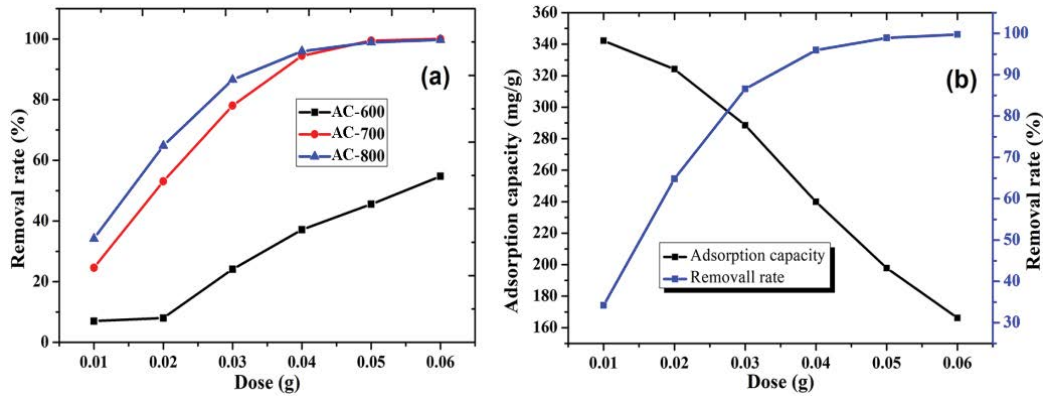 100
80
60
40
20
0
Removal rate (%)
(a)
AC-600
AC-700
AC-800
0.01 0.02 0.03 0.04 0.05 0.06
Dose (g)
360
340
320
300
280
260
240
220
200
180
160
Adsorption capacity (mg/g)
(b)
Adsorption capacity
Removall rate
100
90
80
70
60
50
40
30
Removal rate (%)
0.01 0.02 0.03 0.04 0.05 0.06
Dose (g)